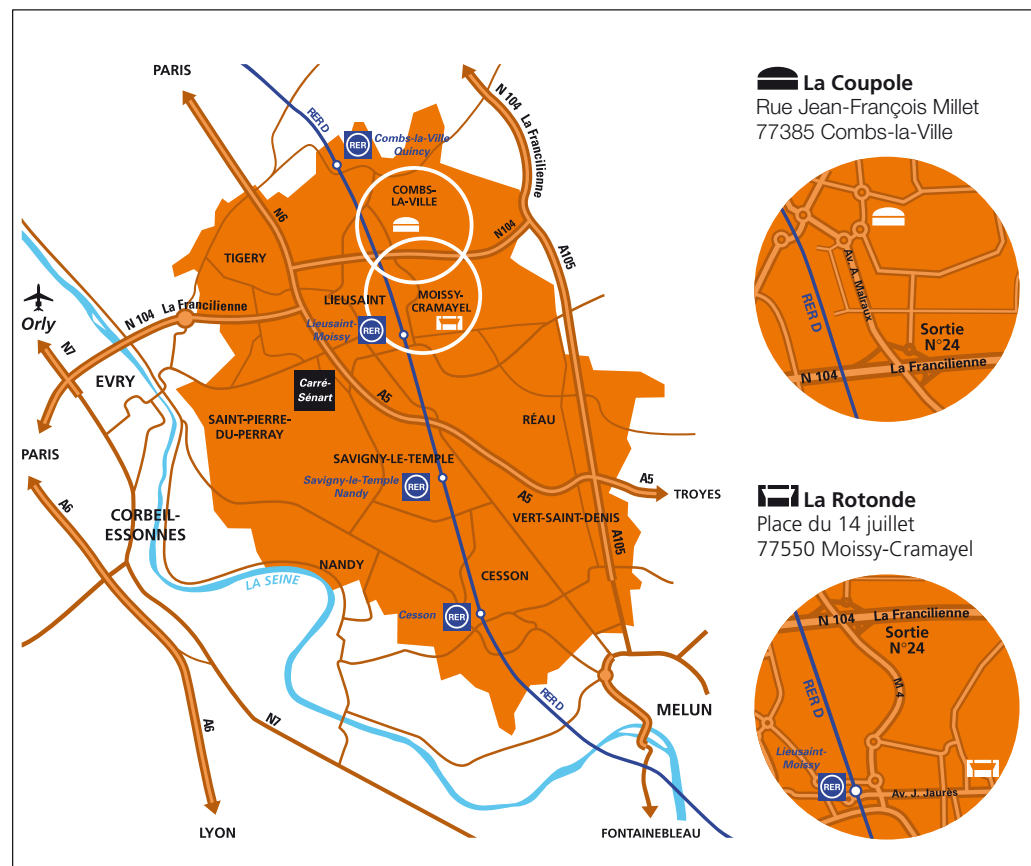 PARIS
N 104
La Francilienne
RER D
RER
Combs-la-Ville
Quincy
COMBS-
LA-VILLE
N6
N104
A105
TIGERY
Orly
N 104 La Francilienne
LIEUSAINT
MOISSY-
CRAMAYEL
Lieusaint-
Moissy
RER
N7
EVRY
Carré-
Sénart
A5
SAINT-PIERRE-
DU-PERRAY
RÉAU
PARIS
SAVIGNY-LE-TEMPLE
Savigny-le-Temple
Nandy
RER
A5
A5
TROYES
A6
CORBEIL-
ESSONNES
VERT-SAINT-DENIS
A105
NANDY
CESSON
LA SEINE
Cesson
RER
RER D
MELUN
A6
N7
LYON
FONTAINEBLEAU
La Coupole
Rue Jean-François Millet
77385 Combs-la-Ville
Av. A. Malraux
RER D
Sortie
N°24
N 104
La Francilienne
La Rotonde
Place du 14 juillet
77550 Moissy-Cramayel
N 104
La Francilienne
Sortie
N°24
RER D
M 4
Lieusaint-
Moissy
RER
Av. J. Jaurès